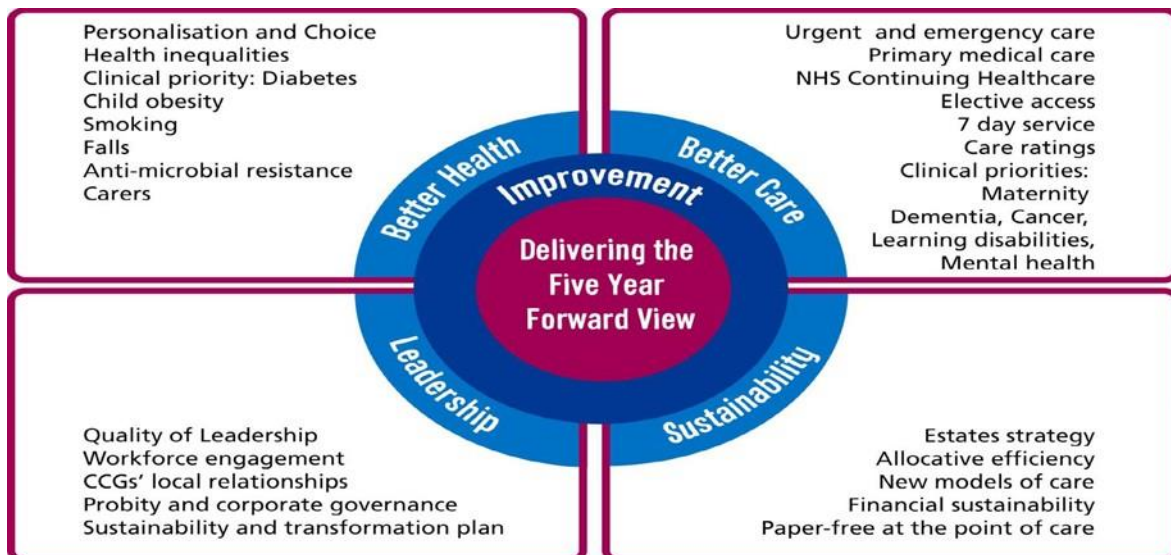 Personalisation and Choice
Health inequalities
Clinical priority: Diabetes
Child obesity
Smoking
Falls
Anti-microbial resistance
Carers
Urgent and emergency care
Primary medical care
NHS Continuing Healthcare
Elective access
7 day service
Care ratings
Clinical priorities:
Maternity
Dementia, Cancer,
Learning disabilities,
Mental health
Better Health
Better Care
Improvement
Delivering the
Five Year
Forward View
Leadership
Sustainability
Quality of Leadership
Workforce engagement
CCGs' local relationships
Probity and corporate governance
Sustainability and transformation plan
Estates strategy
Allocative efficiency
New models of care
Financial sustainability
Paper-free at the point of care